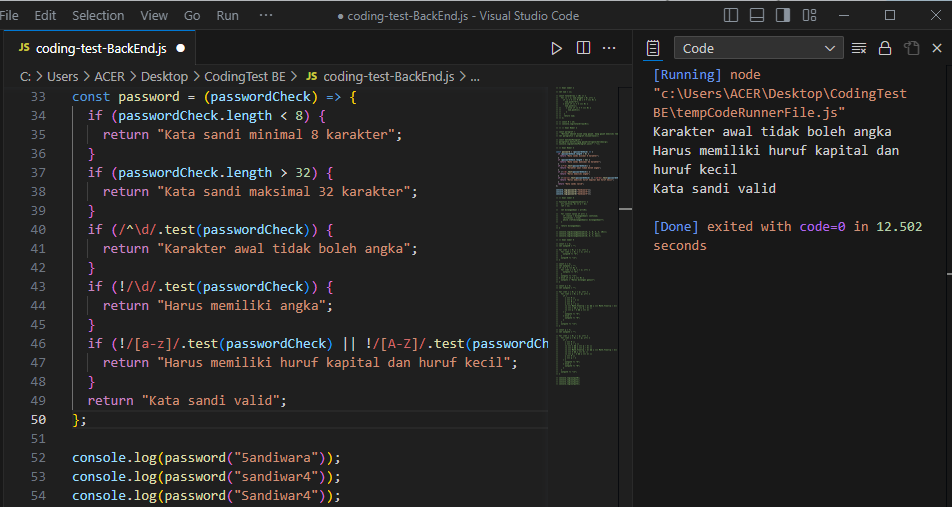 File Edit Selection View Go Run ··· ● coding-test-BackEnd.js - Visual Studio Code
JS coding-test-BackEnd.js ●
C: > Users > ACER > Desktop > CodingTest BE > JS coding-test-BackEnd.js > ...
33 const password = (passwordCheck) => {
34 if (passwordCheck.length < 8) {
35 return "Kata sandi minimal 8 karakter";
36 }
37 if (passwordCheck.length > 32) {
38 return "Kata sandi maksimal 32 karakter";
39 }
40 if (/^\d/.test(passwordCheck)) {
41 return "Karakter awal tidak boleh angka";
42 }
43 if (!/\d/.test(passwordCheck)) {
44 return "Harus memiliki angka";
45 }
46 if (!/[a-z]/.test(passwordCheck) || !/[A-Z]/.test(passwordCh
47 return "Harus memiliki huruf kapital dan huruf kecil";
48 }
49 return "Kata sandi valid";
50 };
51
52 console.log(password("5andiwara"));
53 console.log(password("sandiwar4"));
54 console.log(password("Sandiwar4"));
Code
[Running] node
"c:\Users\ACER\Desktop\CodingTest
BE\tempCodeRunnerFile.js"
Karakter awal tidak boleh angka
Harus memiliki huruf kapital dan
huruf kecil
Kata sandi valid
[Done] exited with code=0 in 12.502
seconds